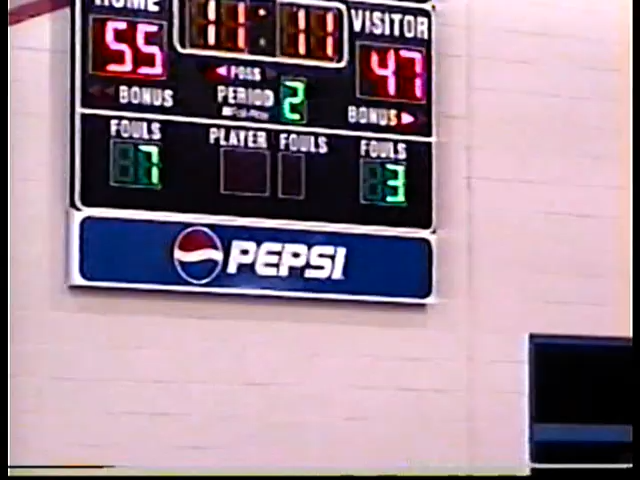 HOME 11:11 VISITOR
55 47
POSS
BONUS PERIOD 2 BONUS
FOULS PLAYER FOULS FOULS
7 3
PEPSI